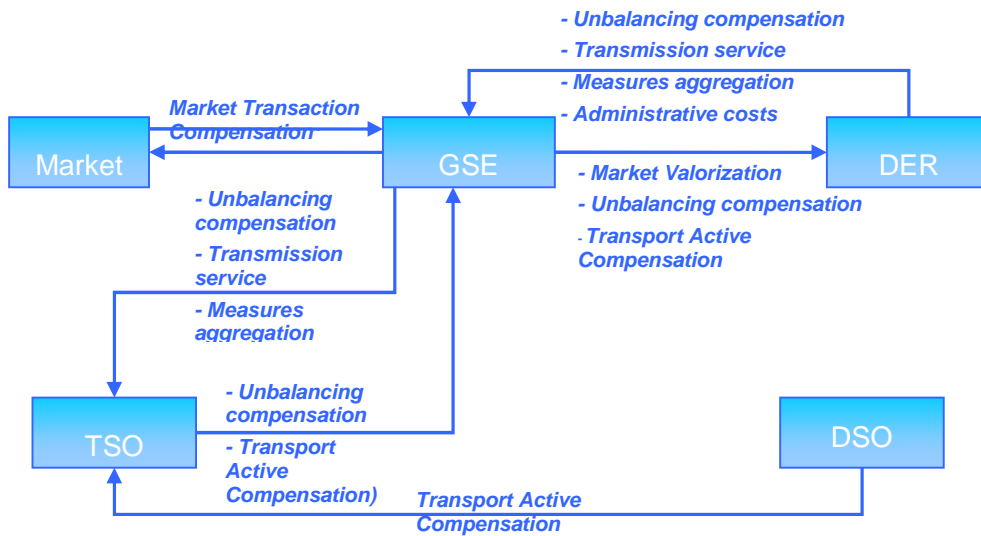 - Unbalancing compensation
- Transmission service
- Measures aggregation
- Administrative costs
Market Transaction
Compensation
Market
GSE
DER
- Market Valorization
- Unbalancing compensation
- Transport Active
Compensation
- Unbalancing
compensation
- Transmission
service
- Measures
aggregation
- Unbalancing
compensation
- Transport
Active
Compensation)
TSO
DSO
Transport Active
Compensation